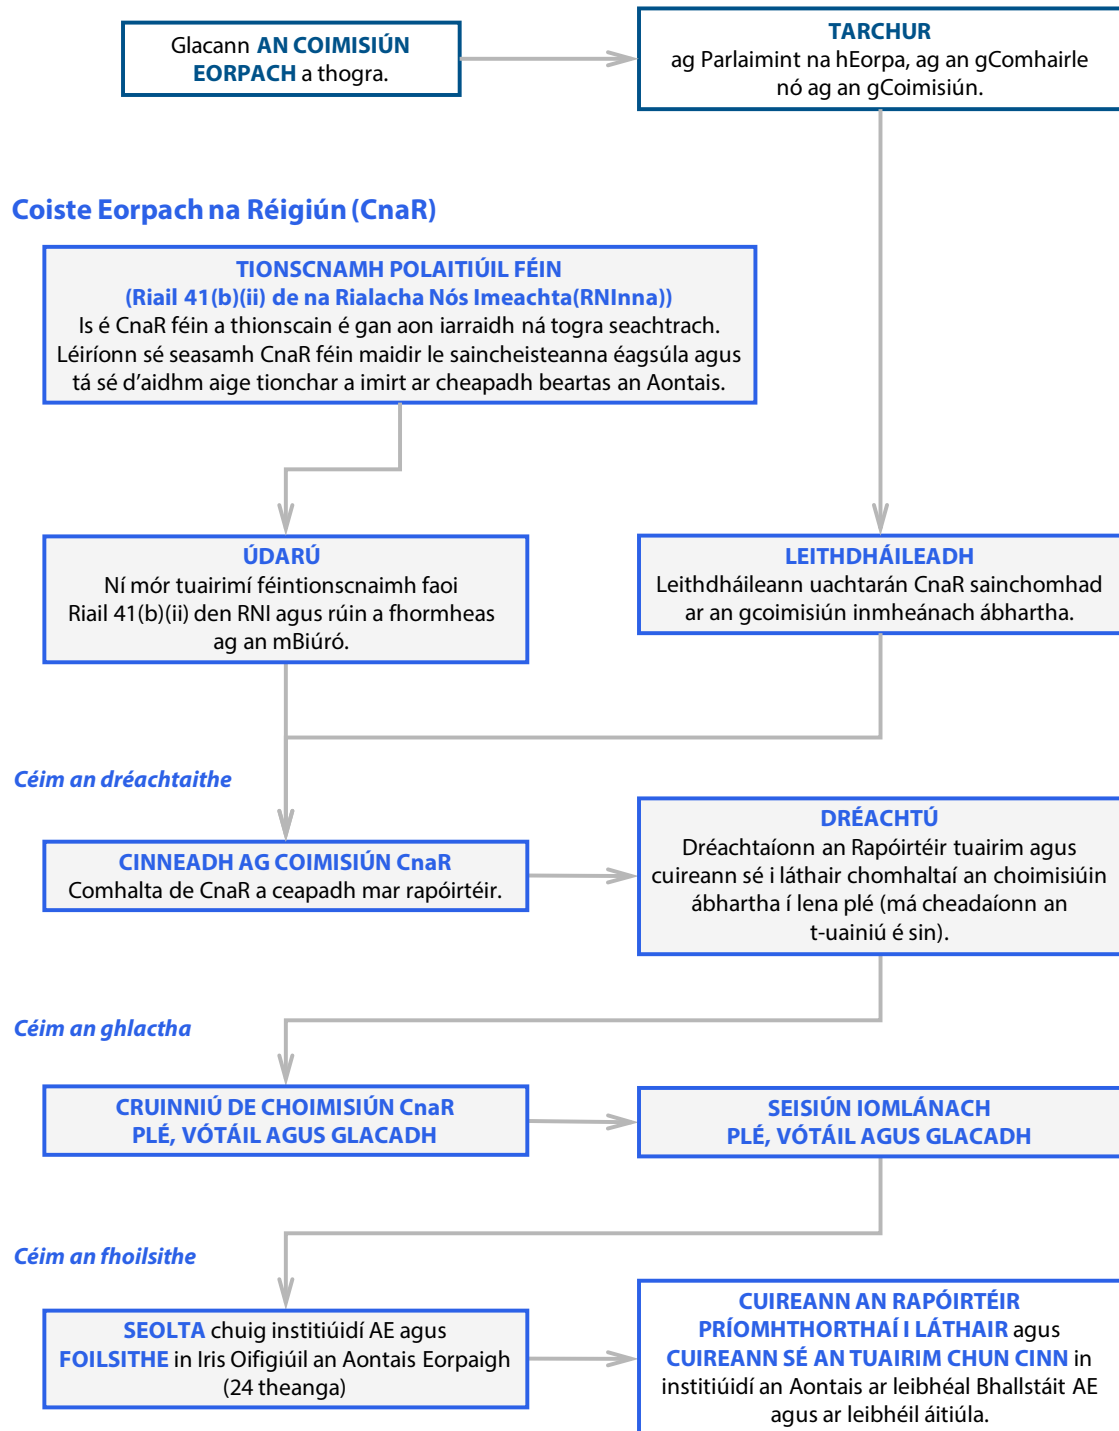 Glacann AN COIMISIÚN
EORPACH a thogra.
TARCHUR
ag Parlaimint na hEorpa, ag an gComhairle
nó ag an gCoimisiún.
Coiste Eorpach na Réigiún (CnaR)
TIONSCNAMH POLAITIÚIL FÉIN
(Riail 41(b)(ii) de na Rialacha Nós Imeachta(RNInna))
Is é CnaR féin a thionscain é gan aon iarraidh ná togra seachtrach.
Léiríonn sé seasamh CnaR féin maidir le saincheisteanna éagsúla agus
tá sé d'aidhm aige tionchar a imirt ar cheapadh beartas an Aontais.
ÚDARÚ
Ní mór tuairimí féintionscnaimh faoi
Riail 41(b)(ii) den RNI agus rúin a fhormheas
ag an mBiúró.
LEITHDHÁILEADH
Leithdháileann uachtarán CnaR sainchomhad
ar an gcoimisiún inmheánach ábhartha.
Céim an dréachtaithe
CINNEADH AG COIMISIÚN CnaR
Comhalta de CnaR a ceapadh mar rapóirtéir.
DRÉACHTÚ
Dréachtaíonn an Rapóirtéir tuairim agus
cuireann sé i láthair chomhaltaí an choimisiúin
ábhartha í lena plé (má cheadaíonn an
t-uainiú é sin).
Céim an ghlactha
CRUINNIÚ DE CHOIMISIÚN CnaR
PLÉ, VÓTÁIL AGUS GLACADH
SEISIÚN IOMLÁNACH
PLÉ, VÓTÁIL AGUS GLACADH
Céim an fhoilsithe
SEOLTA chuig institiúidí AE agus
FOILSITHE in Iris Oifigiúil an Aontais Eorpaigh
(24 theanga)
CUIREANN AN RAPÓIRTÉIR
PRÍOMHTHORTHAÍ I LÁTHAIR agus
CUIREANN SÉ AN TUAIRIM CHUN CINN in
institiúidí an Aontais ar leibhéal Bhallstáit AE
agus ar leibhéil áitiúla.